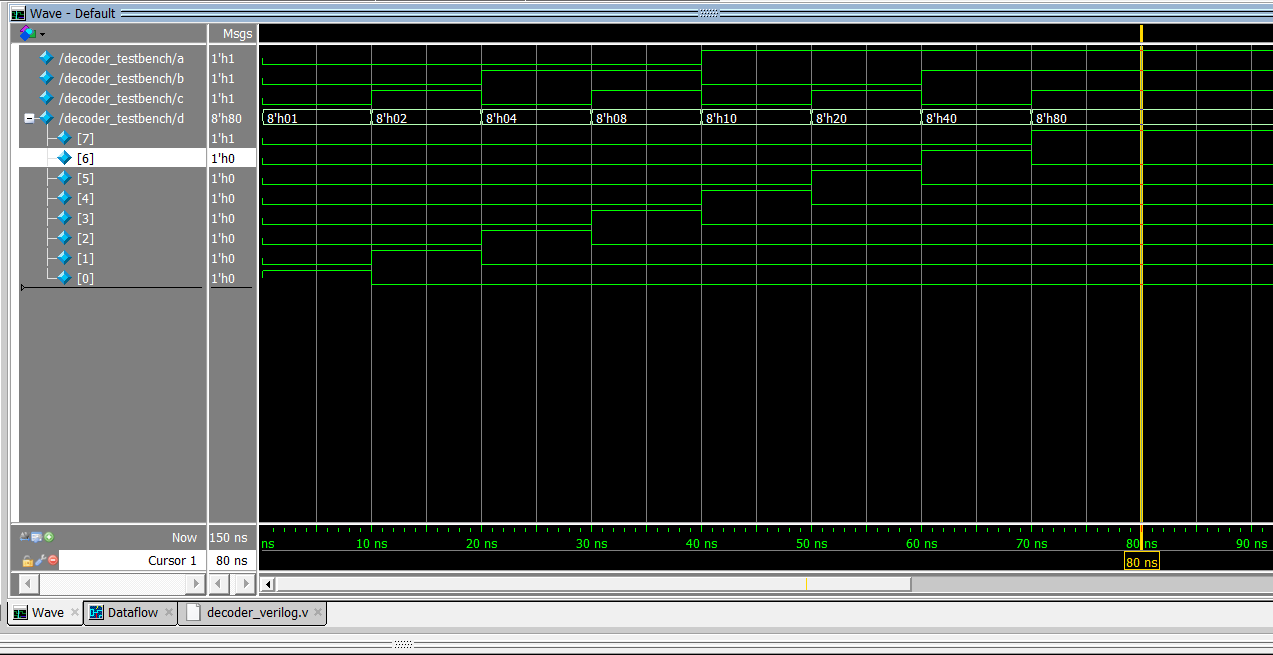 Wave - Default
Msgs
/decoder_testbench/a 1'h1
/decoder_testbench/b 1'h1
/decoder_testbench/c 1'h1
/decoder_testbench/d 8'h80 8'h01 8'h02 8'h04 8'h08 8'h10 8'h20 8'h40 8'h80
[7] 1'h1
[6] 1'h0
[5] 1'h0
[4] 1'h0
[3] 1'h0
[2] 1'h0
[1] 1'h0
[0] 1'h0
Now 150 ns ns 10 ns 20 ns 30 ns 40 ns 50 ns 60 ns 70 ns 80 ns 90 ns
Cursor 1 80 ns 80 ns
Wave Dataflow decoder_verilog.v